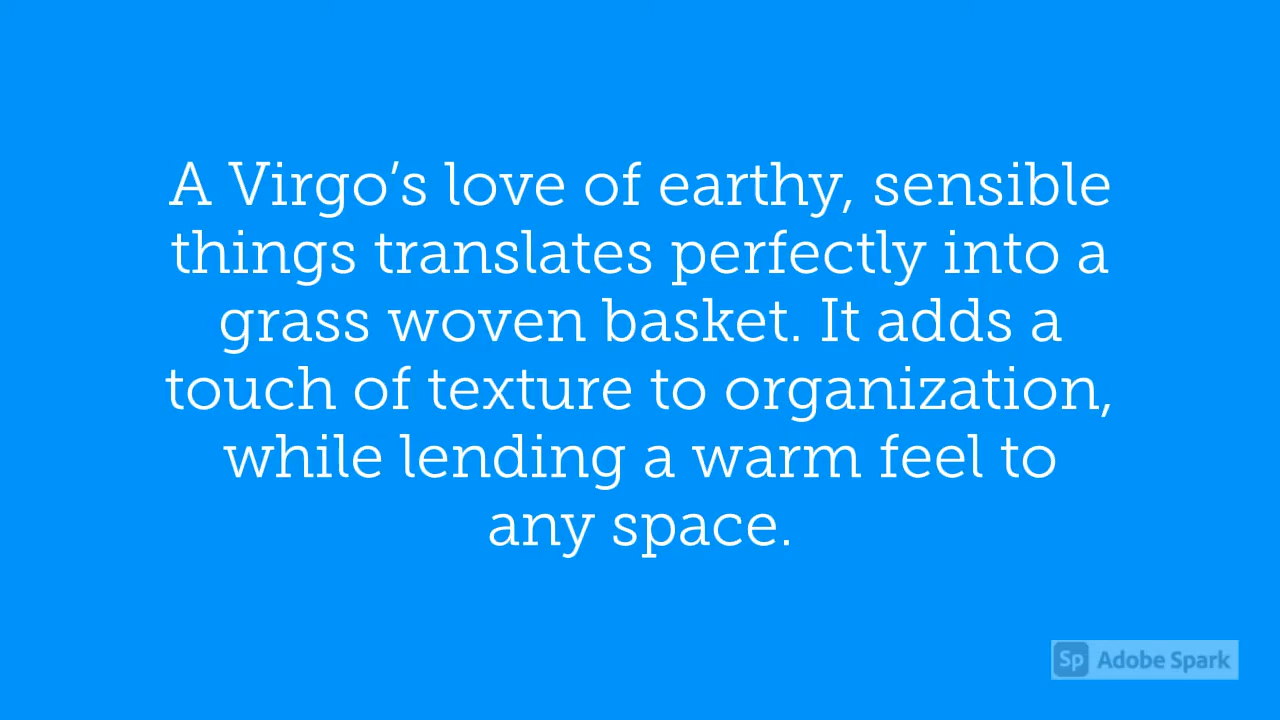 A Virgo’s love of earthy, sensible
things translates perfectly into a
grass woven basket. It adds a
touch of texture to organization,
while lending a warm feel to
any space.
Sp Adobe Spark